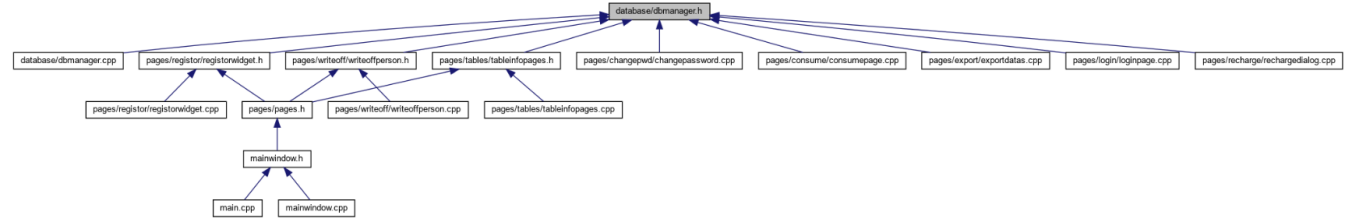 database/dbmanager.h
database/dbmanager.cpp
pages/registor/registorwidget.h
pages/writeoff/writeoffperson.h
pages/tables/tableinfopages.h
pages/changepwd/changepassword.cpp
pages/consume/consumepage.cpp
pages/export/exportdatas.cpp
pages/login/loginpage.cpp
pages/recharge/rechargedialog.cpp
pages/registor/registorwidget.cpp
pages/pages.h
pages/writeoff/writeoffperson.cpp
pages/tables/tableinfopages.cpp
mainwindow.h
main.cpp
mainwindow.cpp